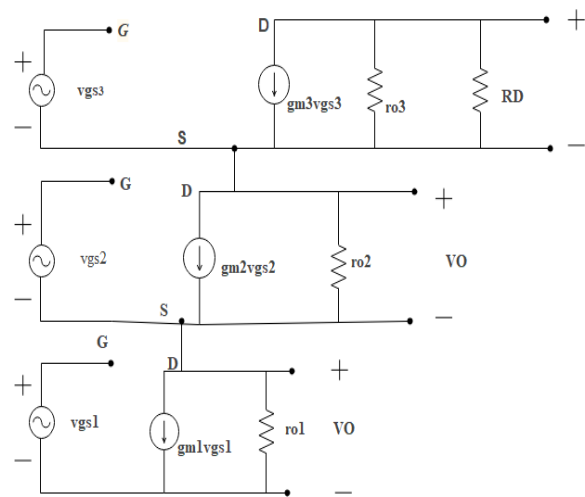 G
D
+
+
vgs3
gm3vgs3
ro3
RD
—
S
—
G
D
+
+
vgs2
gm2vgs2
ro2
VO
—
S
—
G
D
+
+
vgs1
gm1vgs1
ro1
VO
—
—